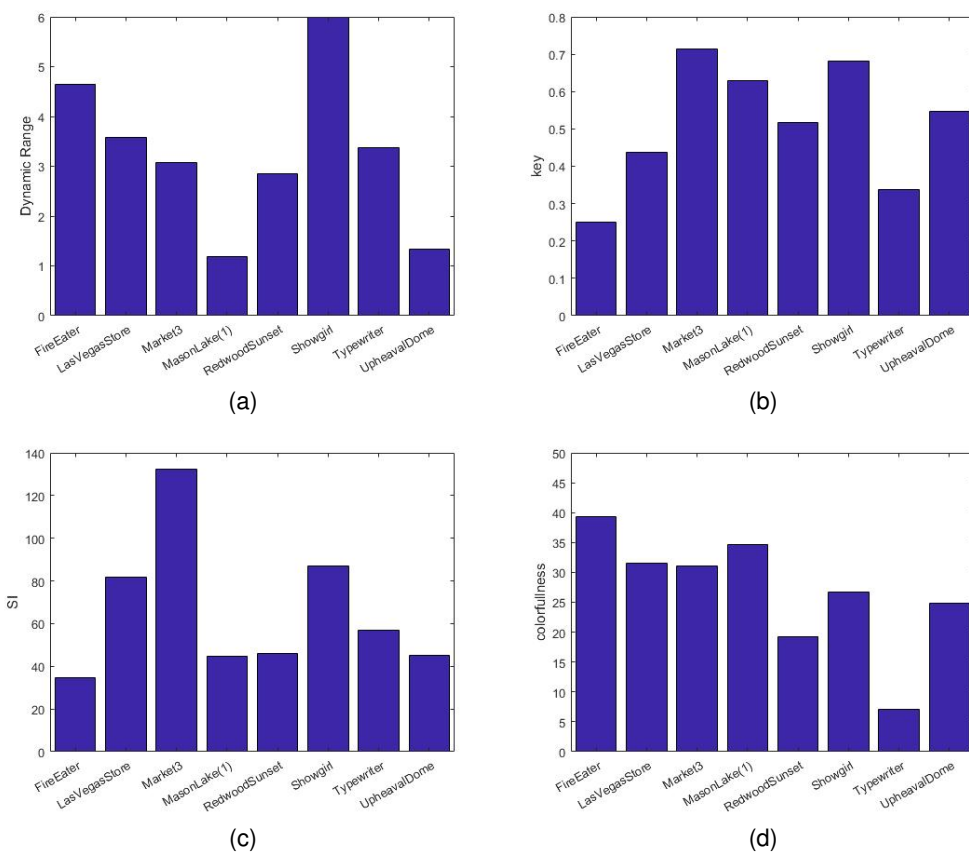 6
5
4
3
2
1
0
Dynamic Range
FireEater
LasVegasStore
Market3
MasonLake(1)
RedwoodSunset
Showgirl
Typewriter
UpheavalDome
(a)
0.8
0.7
0.6
0.5
0.4
0.3
0.2
0.1
0
key
FireEater
LasVegasStore
Market3
MasonLake(1)
RedwoodSunset
Showgirl
Typewriter
UpheavalDome
(b)
140
120
100
80
60
40
20
0
SI
FireEater
LasVegasStore
Market3
MasonLake(1)
RedwoodSunset
Showgirl
Typewriter
UpheavalDome
(c)
50
45
40
35
30
25
20
15
10
5
0
colorfullness
FireEater
LasVegasStore
Market3
MasonLake(1)
RedwoodSunset
Showgirl
Typewriter
UpheavalDome
(d)